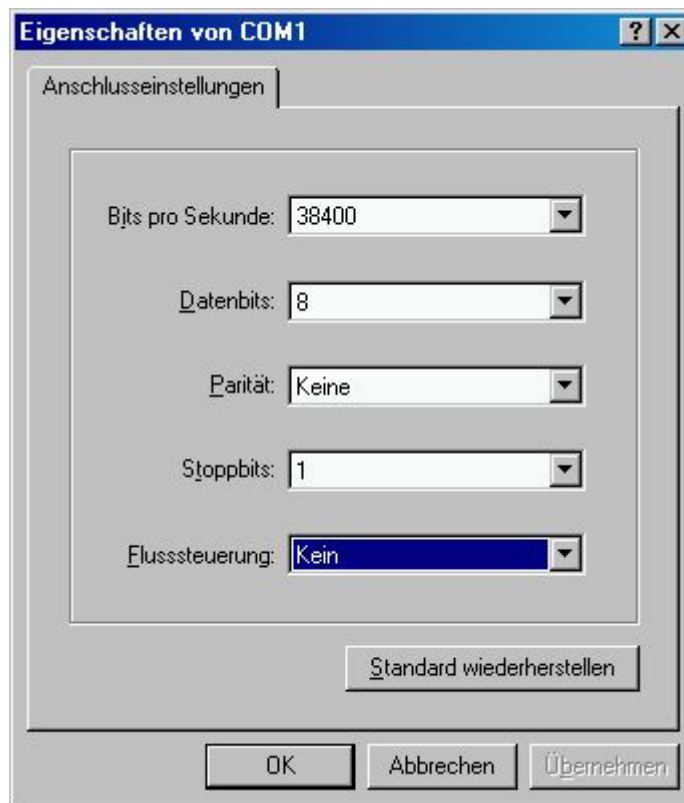 Eigenschaften von COM1
Anschlusseinstellungen
Bits pro Sekunde: 38400
Datenbits: 8
Parität: Keine
Stoppbits: 1
Flusssteuerung: Kein
Standard wiederherstellen
OK Abbrechen Übernehmen